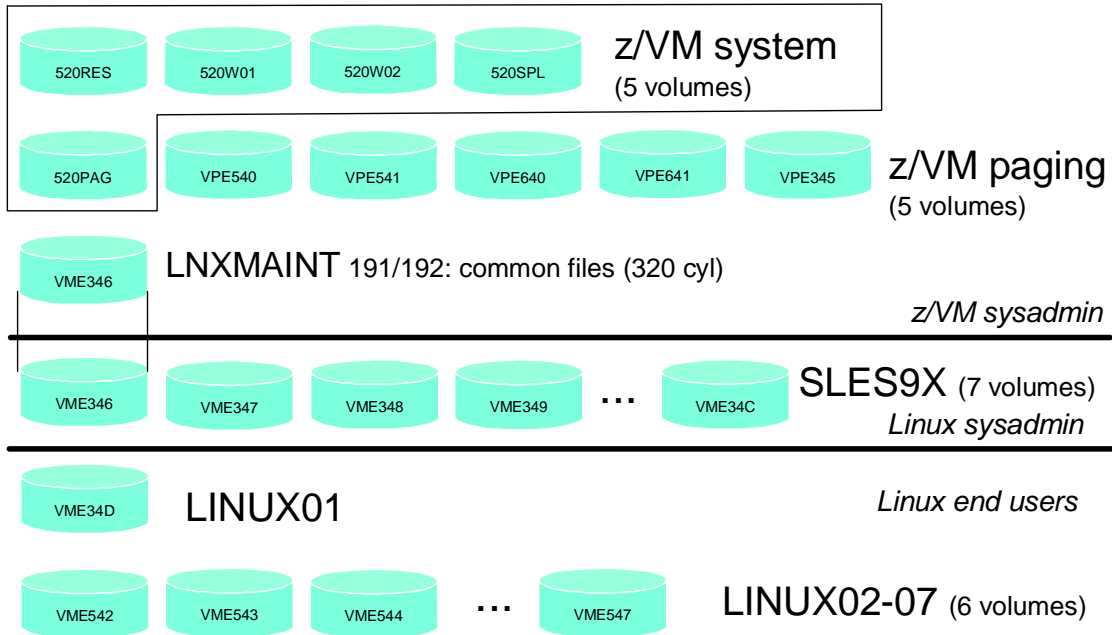 520RES
520W01
520W02
520SPL
z/VM system
(5 volumes)
520PAG
VPE540
VPE541
VPE640
VPE641
VPE345
z/VM paging
(5 volumes)
VME346
LNXMAINT 191/192: common files (320 cyl)
z/VM sysadmin
VME346
VME347
VME348
VME349
...
VME34C
SLES9X (7 volumes)
Linux sysadmin
VME34D
LINUX01
Linux end users
VME542
VME543
VME544
...
VME547
LINUX02-07 (6 volumes)